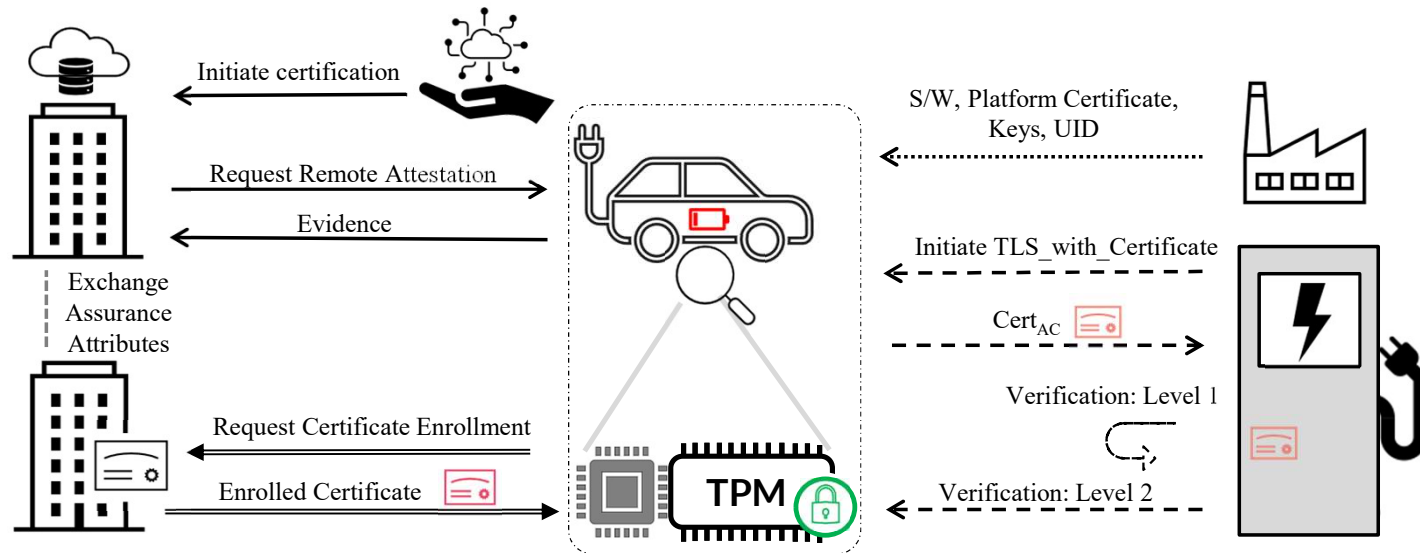 Initiate certification
Request Remote Attestation
Evidence
Exchange
Assurance
Attributes
Request Certificate Enrollment
Enrolled Certificate
TPM
S/W, Platform Certificate,
Keys, UID
Initiate TLS_with_Certificate
Cert_AC
Verification: Level 1
Verification: Level 2